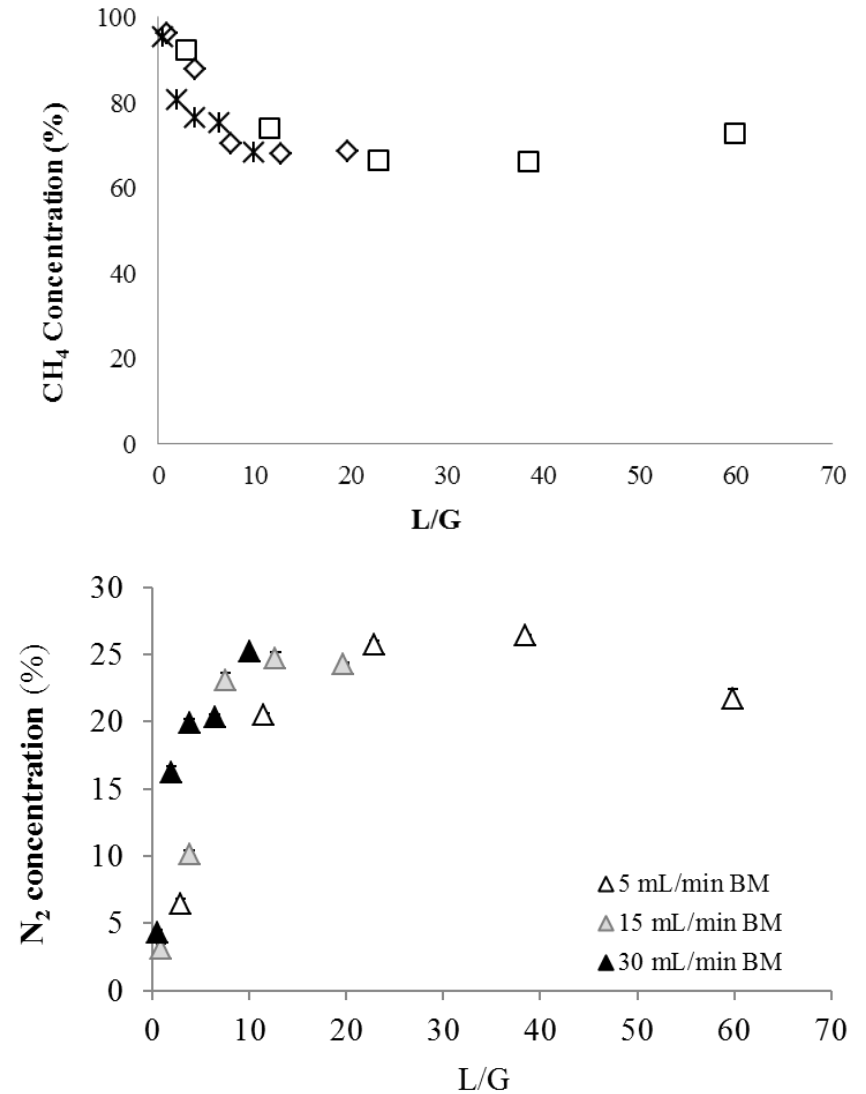 100
80
60
40
20
0
CH₄ Concentration (%)
0 10 20 30 40 50 60 70
L/G
30
25
20
15
10
5
0
N₂ concentration (%)
5 mL/min BM
15 mL/min BM
30 mL/min BM
0 10 20 30 40 50 60 70
L/G